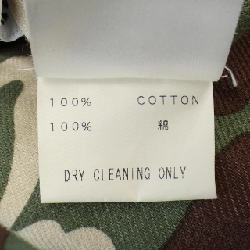 100% COTTON
100% 綿
DRY CLEANING ONLY